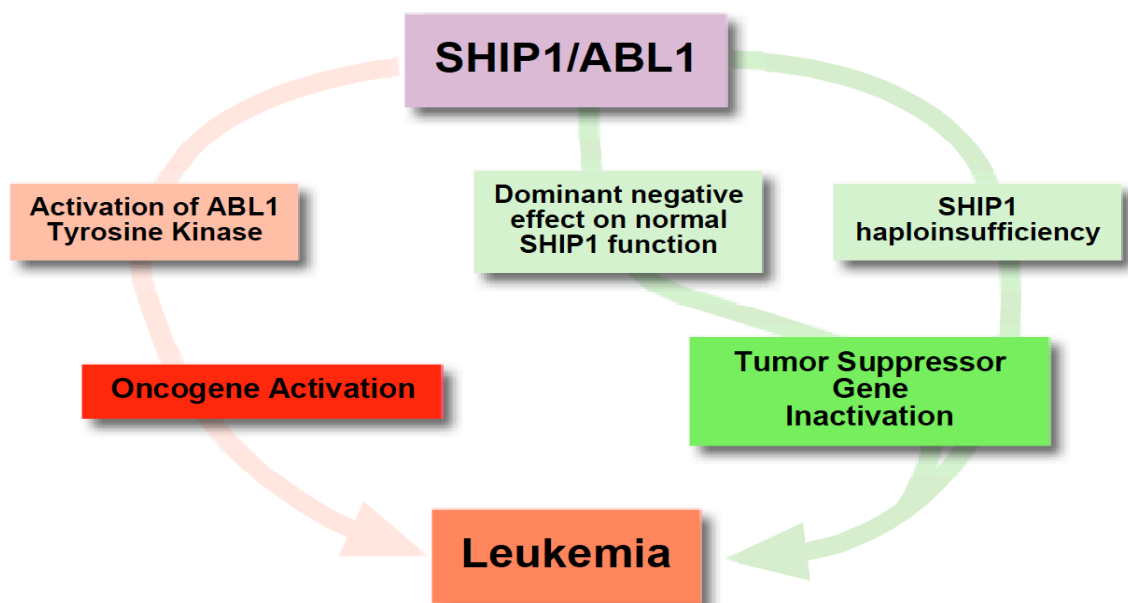 SHIP1/ABL1
Activation of ABL1
Tyrosine Kinase
Dominant negative
effect on normal
SHIP1 function
SHIP1
haploinsufficiency
Oncogene Activation
Tumor Suppressor
Gene
Inactivation
Leukemia